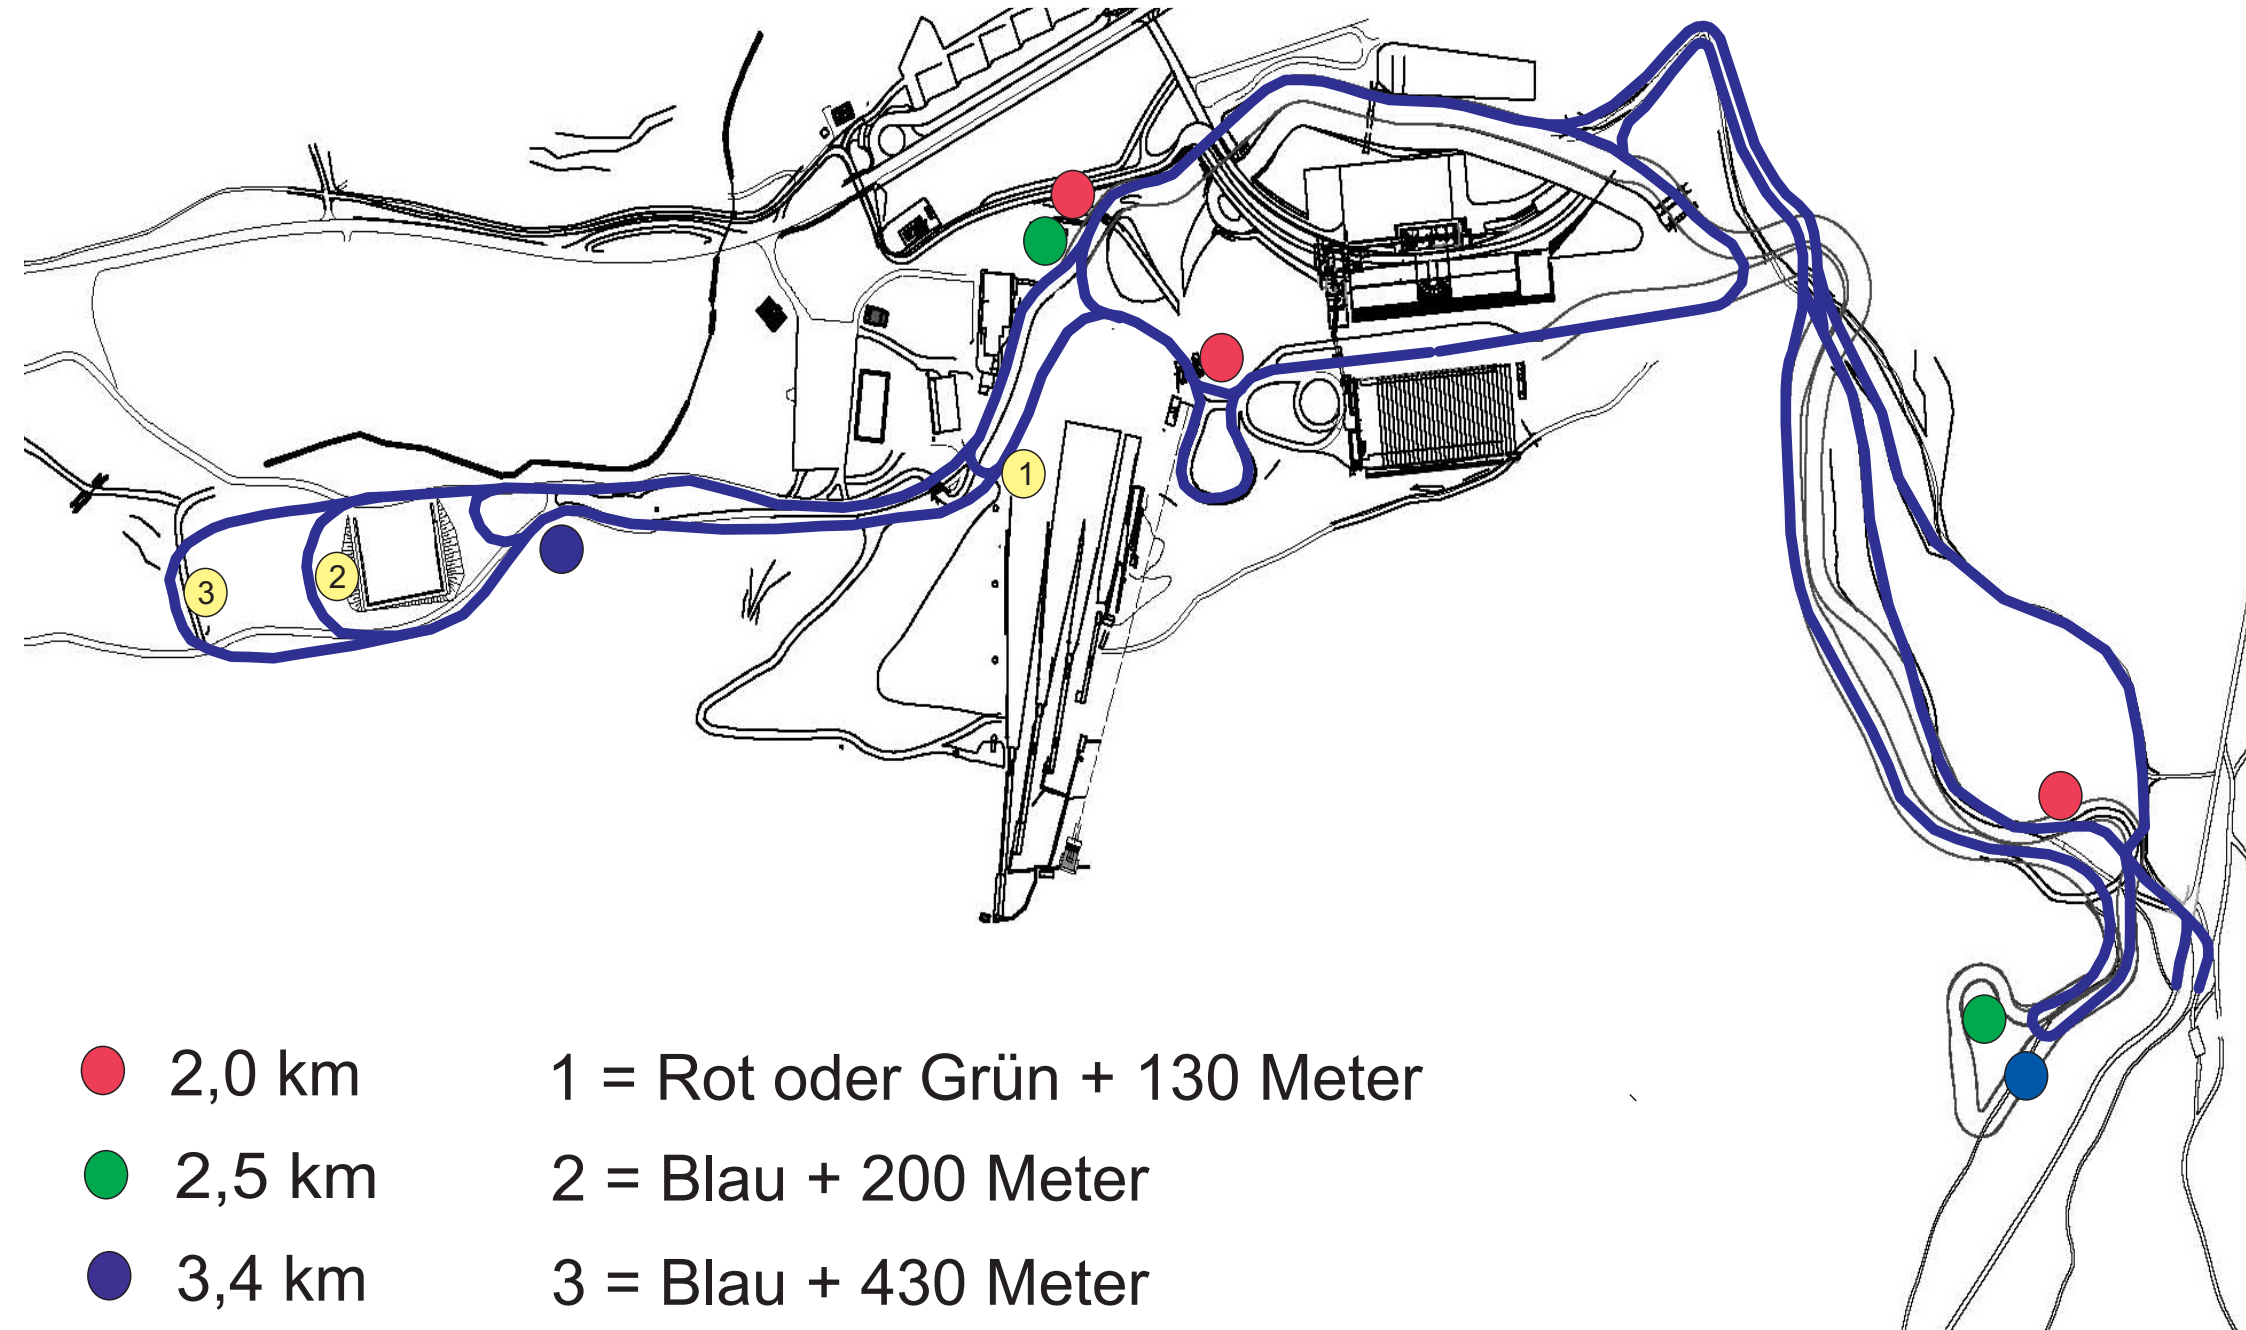 1
2
3
2,0 km
1 = Rot oder Grün + 130 Meter
2,5 km
2 = Blau + 200 Meter
3,4 km
3 = Blau + 430 Meter